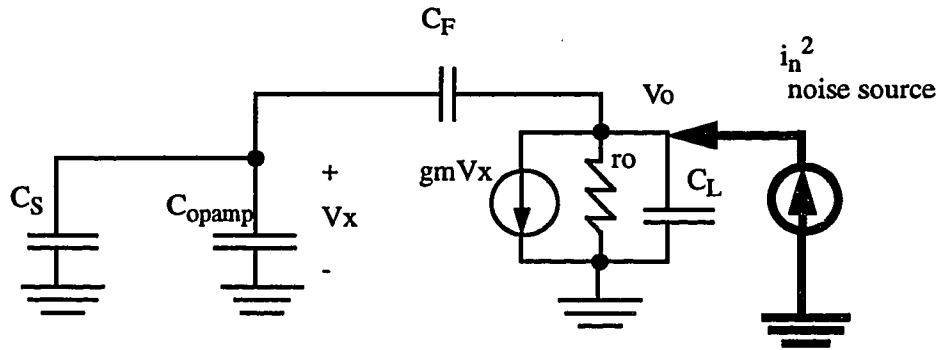 C_F
i_n^2
noise source
Vo
+
gmVx
ro
C_L
C_S
C_opamp
Vx
-